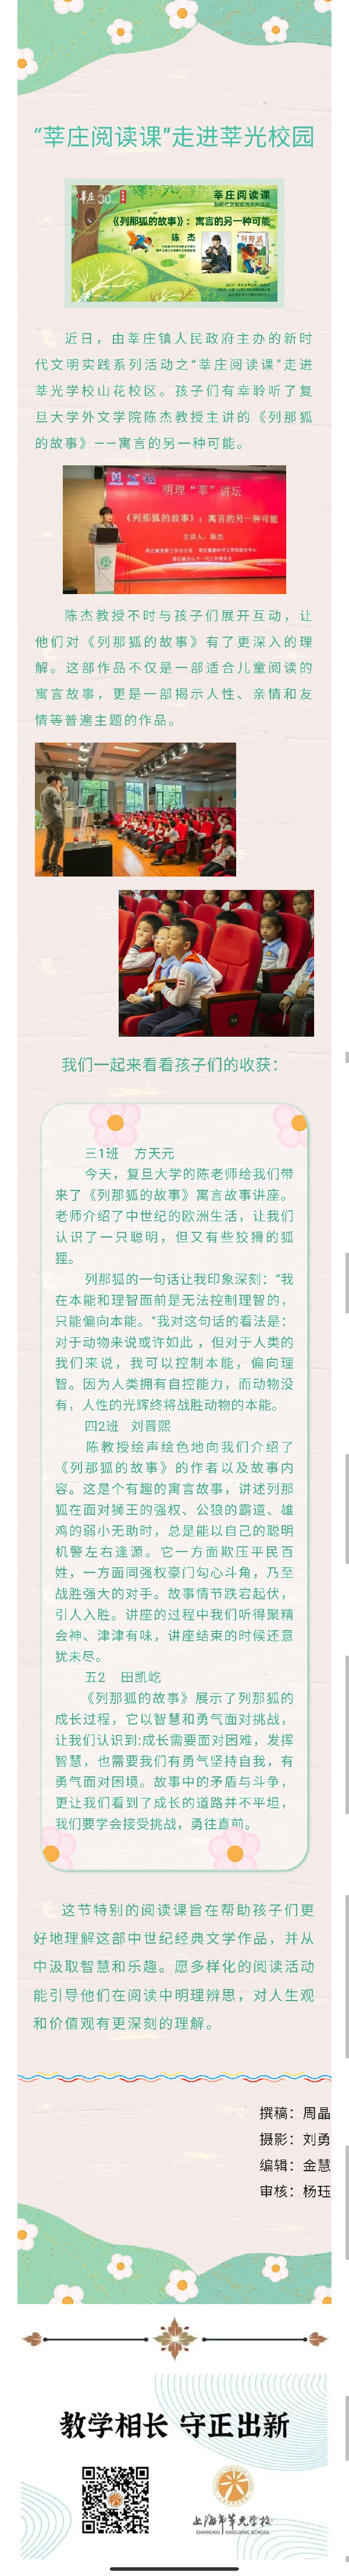 “莘庄阅读课”走进莘光校园
莘庄
30
莘庄阅读课
新时代文明实践系列活动
《列那狐的故事》：寓言的另一种可能
陈 杰
近日，由莘庄镇人民政府主办的新时
代文明实践系列活动之“莘庄阅读课”走进
莘光学校山花校区。孩子们有幸聆听了复
旦大学外文学院陈杰教授主讲的《列那狐
的故事》——寓言的另一种可能。
明理“莘”讲坛
《列那狐的故事》：寓言的另一种可能
主讲人：陈杰
陈杰教授不时与孩子们展开互动，让
他们对《列那狐的故事》有了更深入的理
解。这部作品不仅是一部适合儿童阅读的
寓言故事，更是一部揭示人性、亲情和友
情等普遍主题的作品。
我们一起来看看孩子们的收获：
三1班 方天元
今天，复旦大学的陈老师给我们带
来了《列那狐的故事》寓言故事讲座。
老师介绍了中世纪的欧洲生活，让我们
认识了一只聪明，但又有些狡猾的狐
狸。
列那狐的一句话让我印象深刻：“我
在本能和理智面前是无法控制理智的，
只能偏向本能。”我对这句话的看法是：
对于动物来说或许如此 ，但对于人类的
我们来说，我可以控制本能，偏向理
智。因为人类拥有自控能力，而动物没
有，人性的光辉终将战胜动物的本能。
四2班 刘晋熙
陈教授绘声绘色地向我们介绍了
《列那狐的故事》的作者以及故事内
容。这是个有趣的寓言故事，讲述列那
狐在面对狮王的强权、公狼的霸道、雄
鸡的弱小无助时，总是能以自己的聪明
机警左右逢源。它一方面欺压平民百
姓，一方面同强权豪门勾心斗角，乃至
战胜强大的对手。故事情节跌宕起伏，
引人入胜。讲座的过程中我们听得聚精
会神、津津有味，讲座结束的时候还意
犹未尽。
五2 田凯屹
《列那狐的故事》展示了列那狐的
成长过程，它以智慧和勇气面对挑战，
让我们认识到:成长需要面对困难，发挥
智慧，也需要我们有勇气坚持自我，有
勇气面对困境。故事中的矛盾与斗争，
更让我们看到了成长的道路并不平坦，
我们要学会接受挑战，勇往直前。
这节特别的阅读课旨在帮助孩子们更
好地理解这部中世纪经典文学作品，并从
中汲取智慧和乐趣。愿多样化的阅读活动
能引导他们在阅读中明理辨思，对人生观
和价值观有更深刻的理解。
撰稿：周晶
摄影：刘勇
编辑：金慧
审核：杨珏
教学相长 守正出新
上海市莘光学校
SHANGHAI XINGUANG SCHOOL